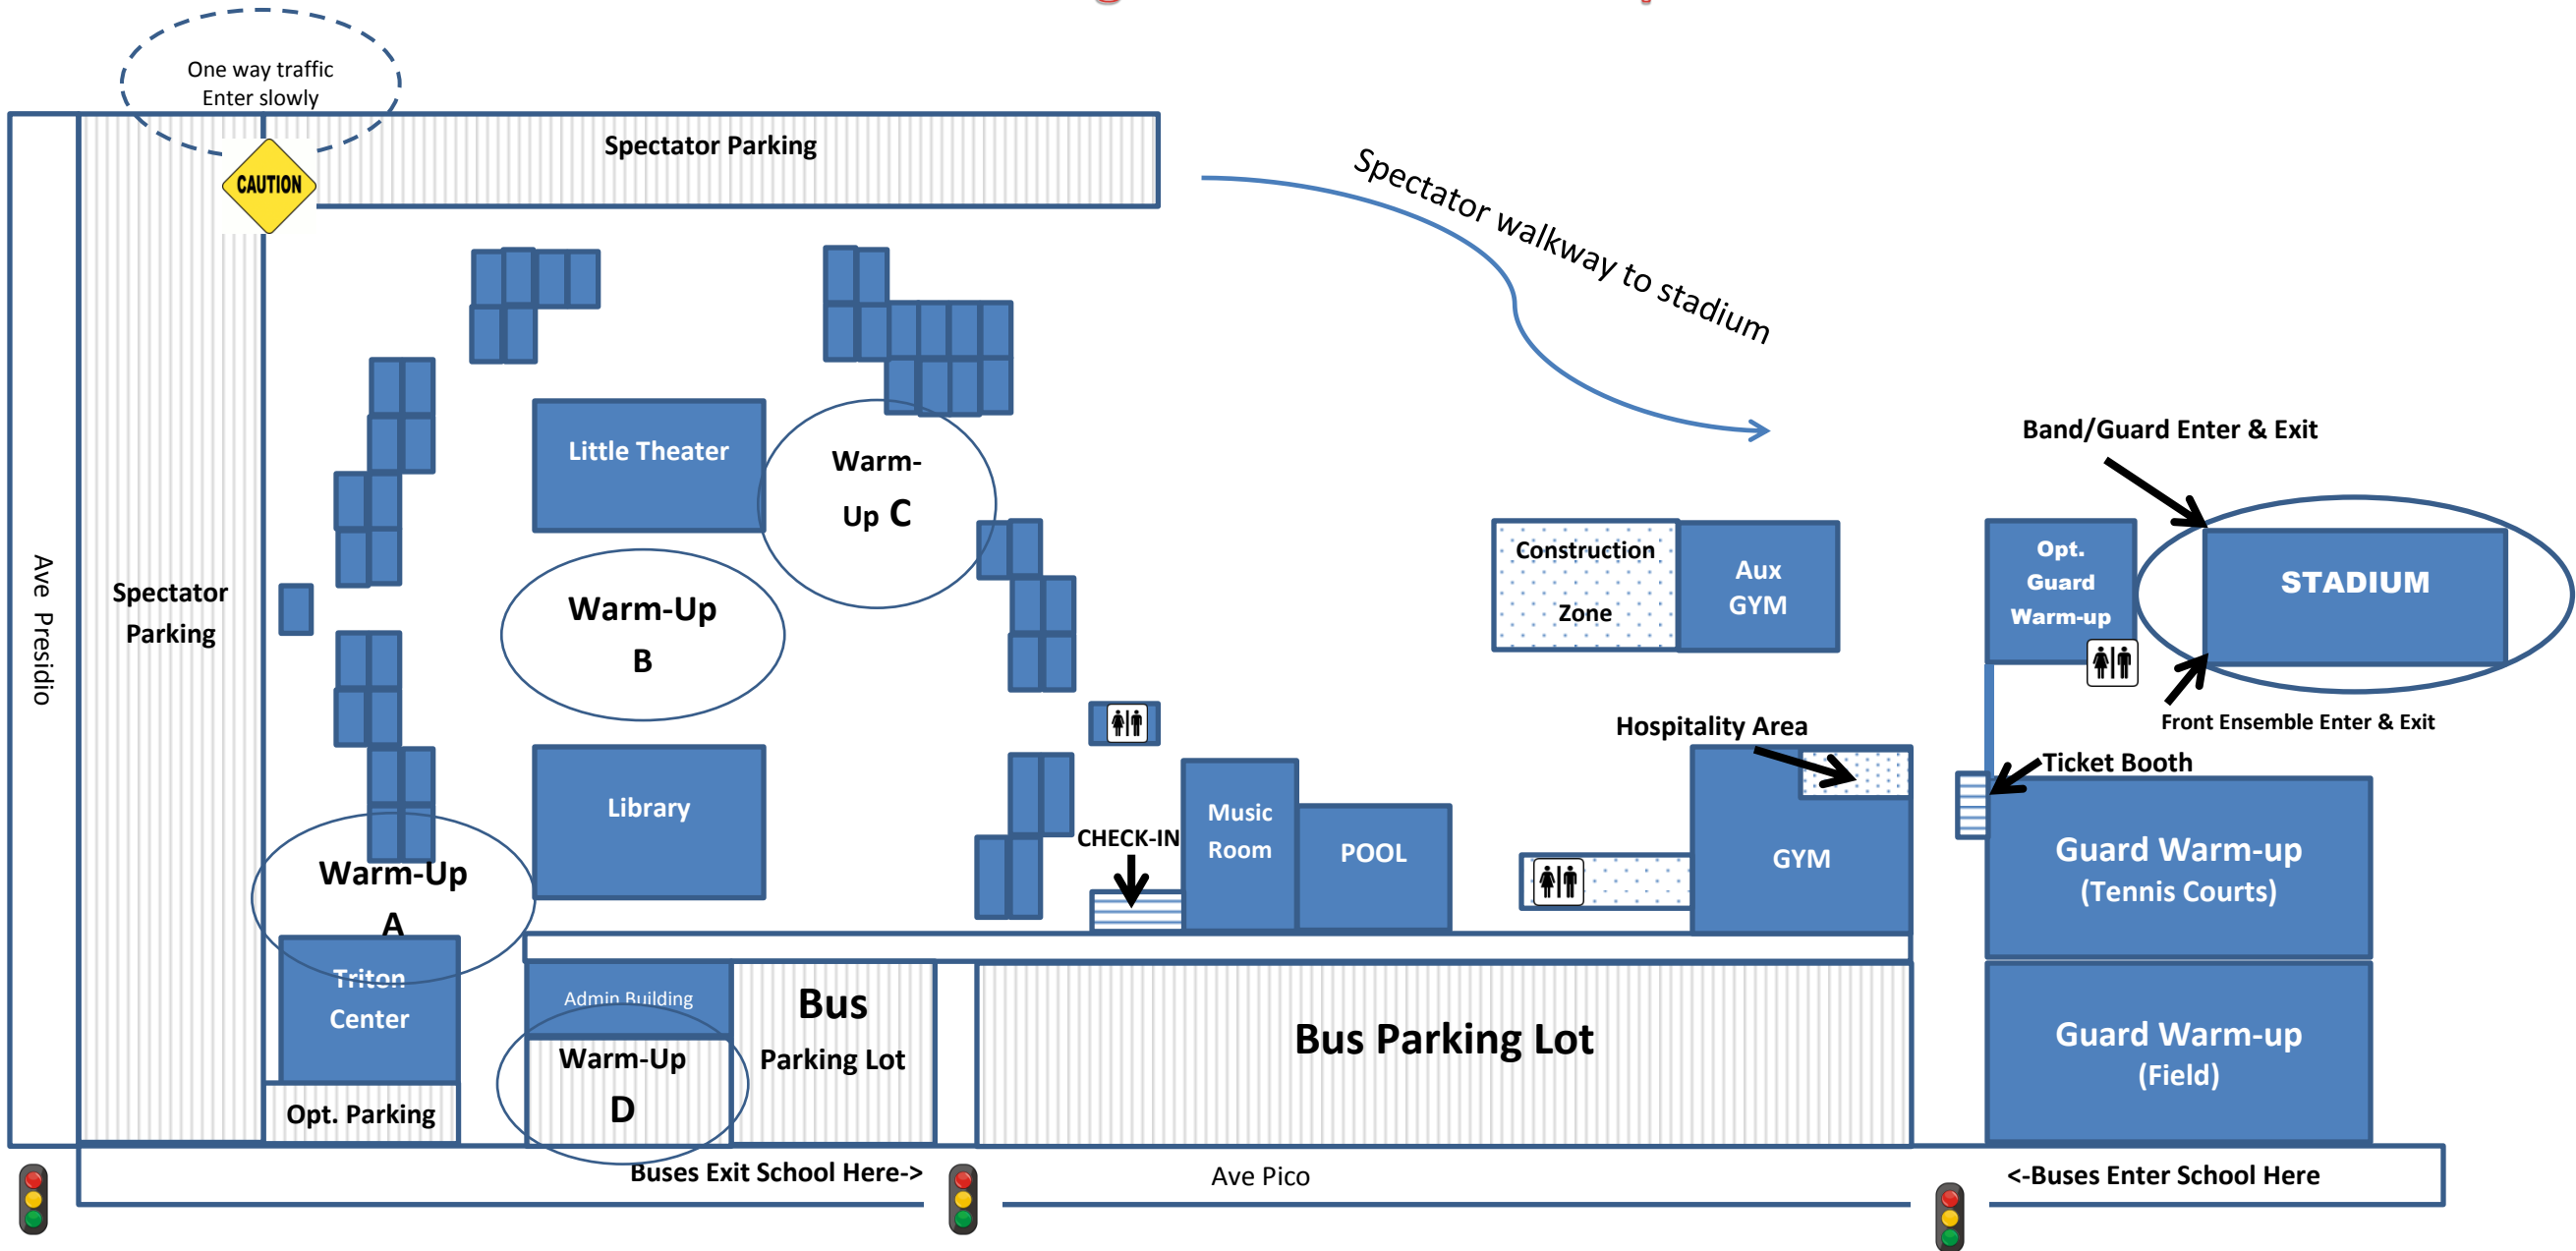 One way traffic
Enter slowly
CAUTION
Spectator Parking
Spectator walkway to stadium
Little Theater
Warm-
Up C
Band/Guard Enter & Exit
Ave Presidio
Spectator
Parking
Warm-Up
B
Construction
Zone
Aux
GYM
Opt.
Guard
Warm-up
STADIUM
Front Ensemble Enter & Exit
Hospitality Area
Ticket Booth
Library
CHECK-IN
Music
Room
POOL
GYM
Guard Warm-up
(Tennis Courts)
Warm-Up
A
Triton
Center
Admin Building
Bus
Parking Lot
Bus Parking Lot
Guard Warm-up
(Field)
Warm-Up
D
Opt. Parking
Buses Exit School Here->
Ave Pico
<-Buses Enter School Here